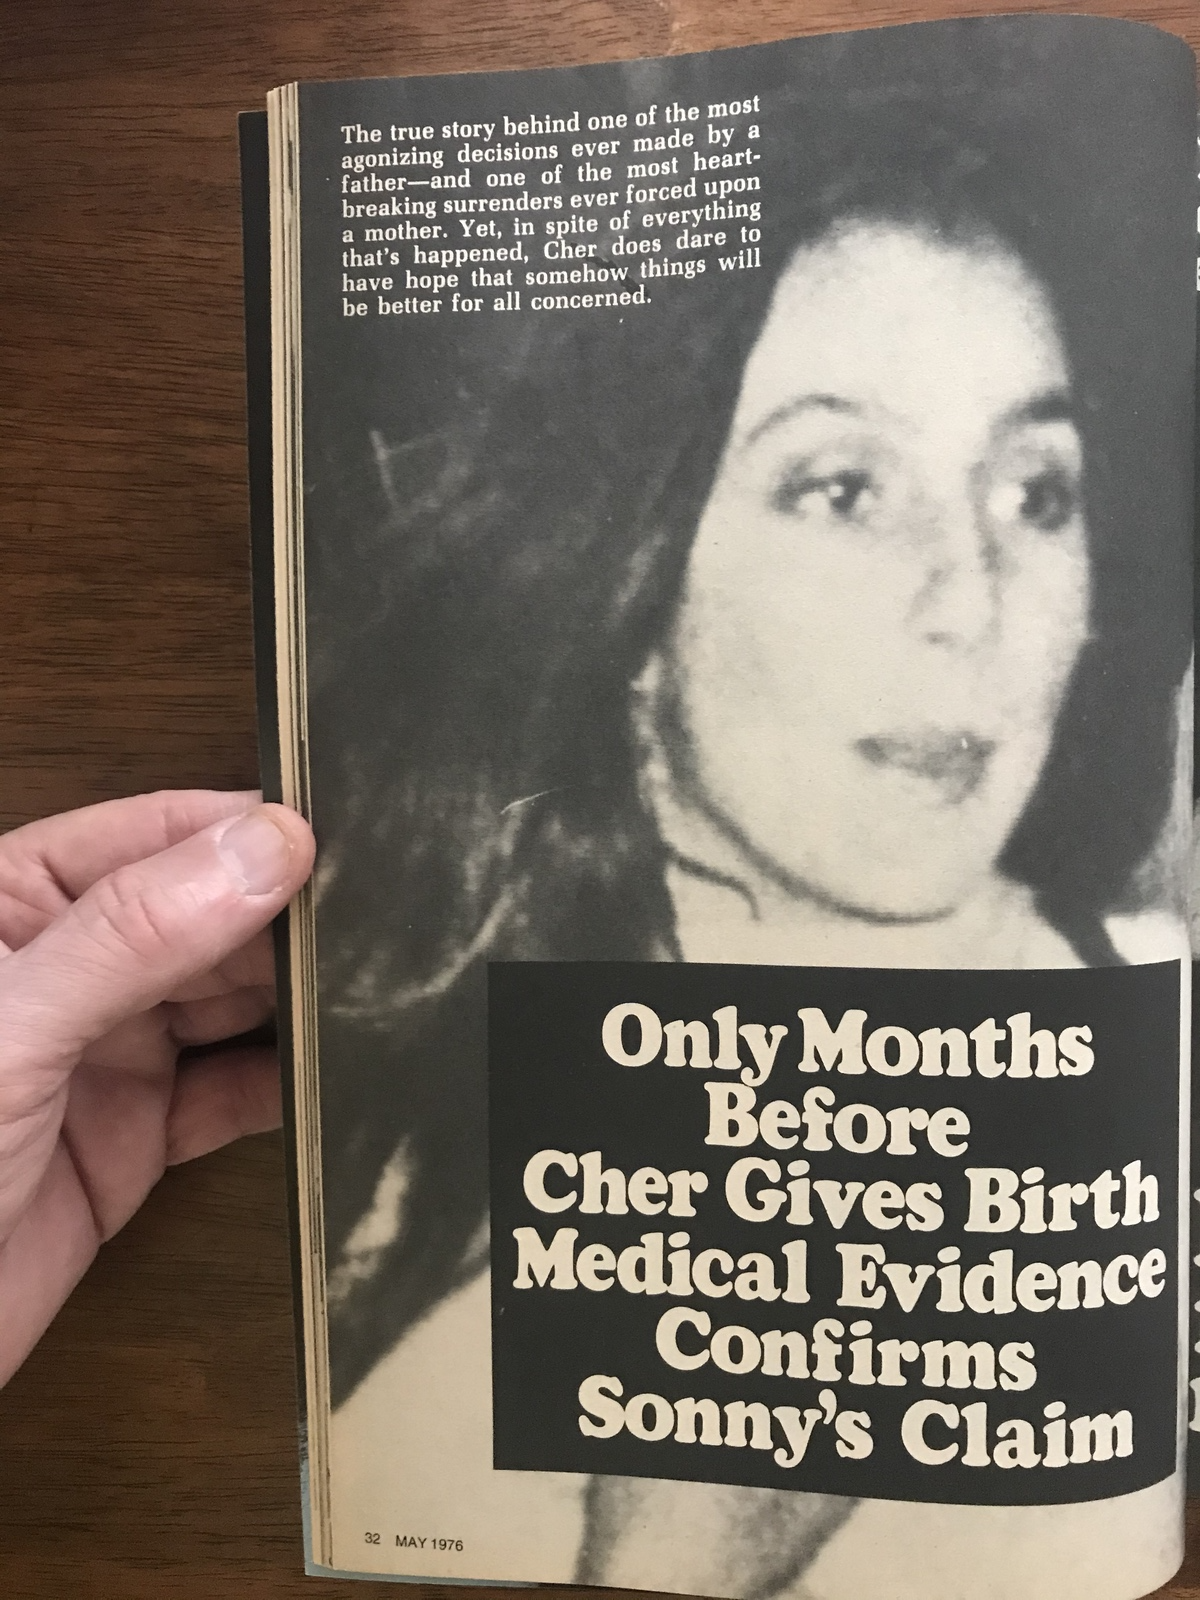 The true story behind one of the most
agonizing decisions ever made by a
father—and one of the most heart-
breaking surrenders ever forced upon
a mother. Yet, in spite of everything
that's happened, Cher does dare to
have hope that somehow things will
be better for all concerned.
Only Months
Before
Cher Gives Birth
Medical Evidence
Confirms
Sonny's Claim
32 MAY 1976